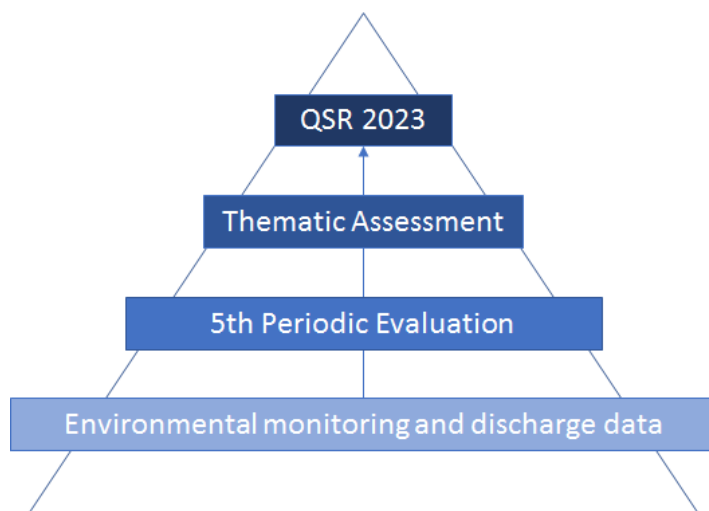 QSR 2023
Thematic Assessment
5th Periodic Evaluation
Environmental monitoring and discharge data